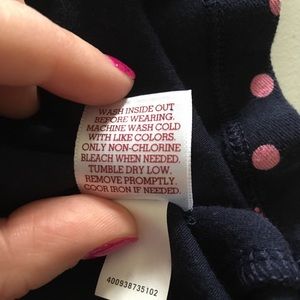 WASH INSIDE OUT
BEFORE WEARING.
MACHINE WASH COLD
WITH LIKE COLORS.
ONLY NON-CHLORINE
BLEACH WHEN NEEDED.
TUMBLE DRY LOW.
REMOVE PROMPTLY.
COOR IRON IF NEEDED.
400938735102